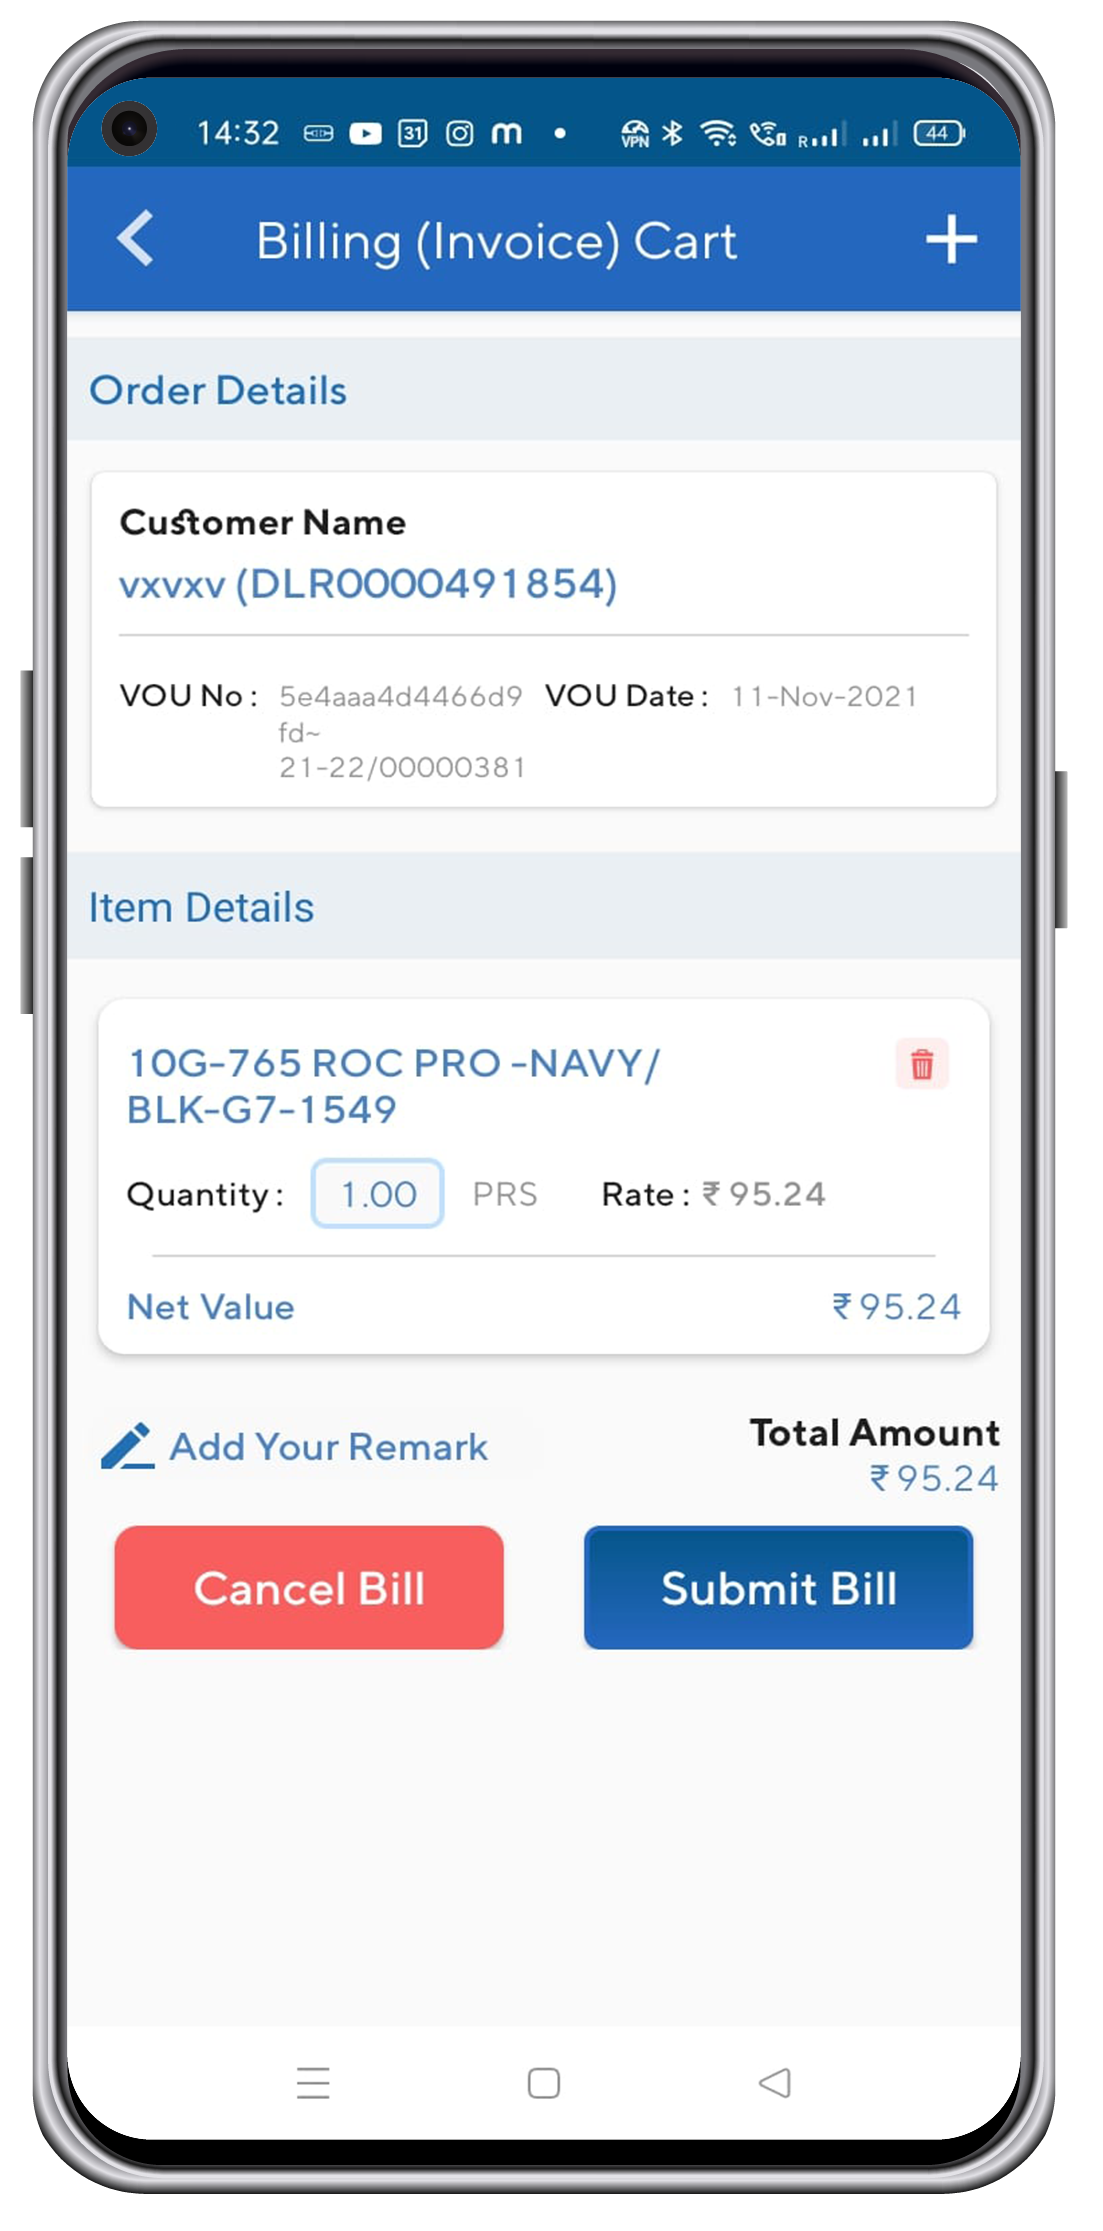 14:32 31 VPN R 44
Billing (Invoice) Cart
Order Details
Customer Name
vxvxv (DLR0000491854)
VOU No : 5e4aaa4d4466d9 VOU Date : 11-Nov-2021
fd~
21-22/00000381
Item Details
10G-765 ROC PRO -NAVY/
BLK-G7-1549
Quantity : 1.00 PRS Rate : ₹ 95.24
Net Value ₹ 95.24
Add Your Remark
Total Amount
₹ 95.24
Cancel Bill Submit Bill